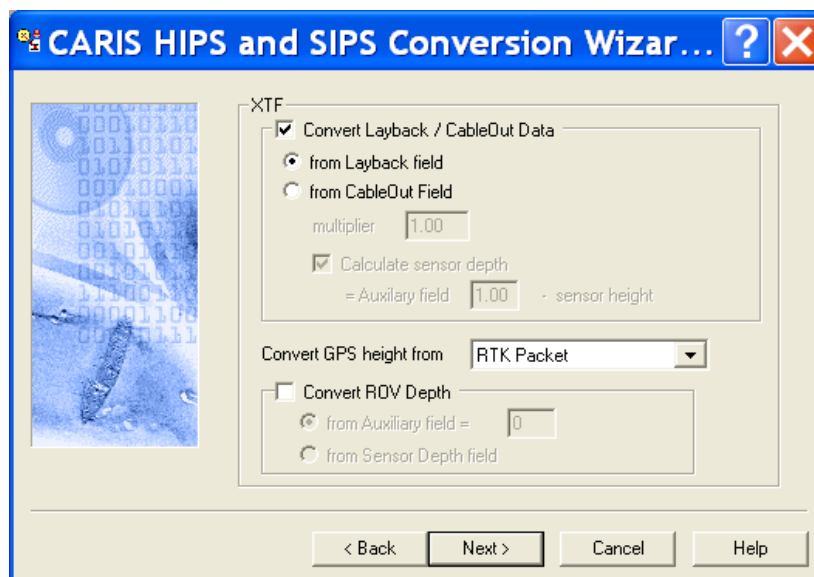 CARIS HIPS and SIPS Conversion Wizar...
XTF
Convert Layback / CableOut Data
from Layback field
from CableOut Field
multiplier 1.00
Calculate sensor depth
= Auxilary field 1.00 - sensor height
Convert GPS height from RTK Packet
Convert ROV Depth
from Auxiliary field = 0
from Sensor Depth field
< Back Next > Cancel Help